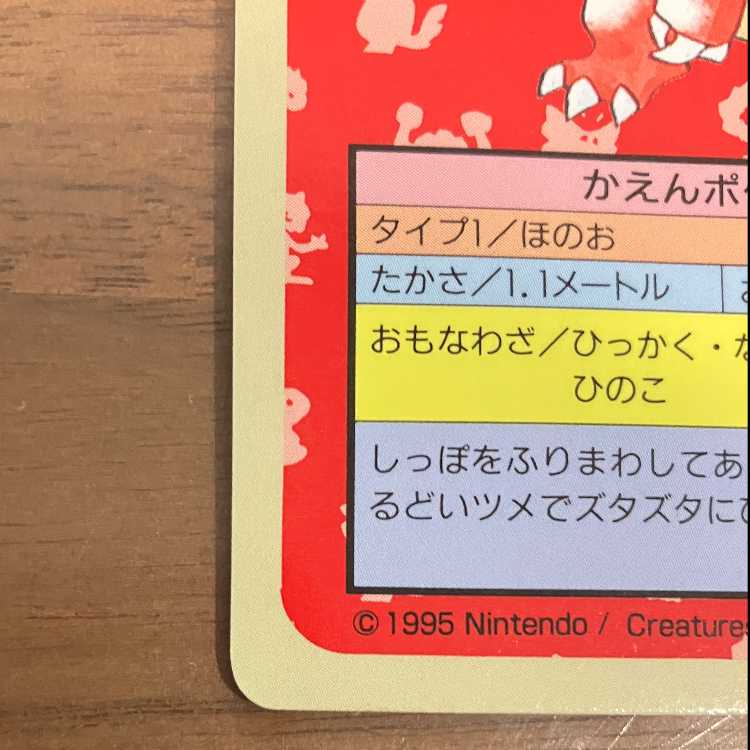 かえんポケ
タイプ1／ほのお
たかさ／1.1メートル
おもなわざ／ひっかく・な
ひのこ
しっぽをふりまわしてあ
るどいツメでズタズタにひ
© 1995 Nintendo / Creatures